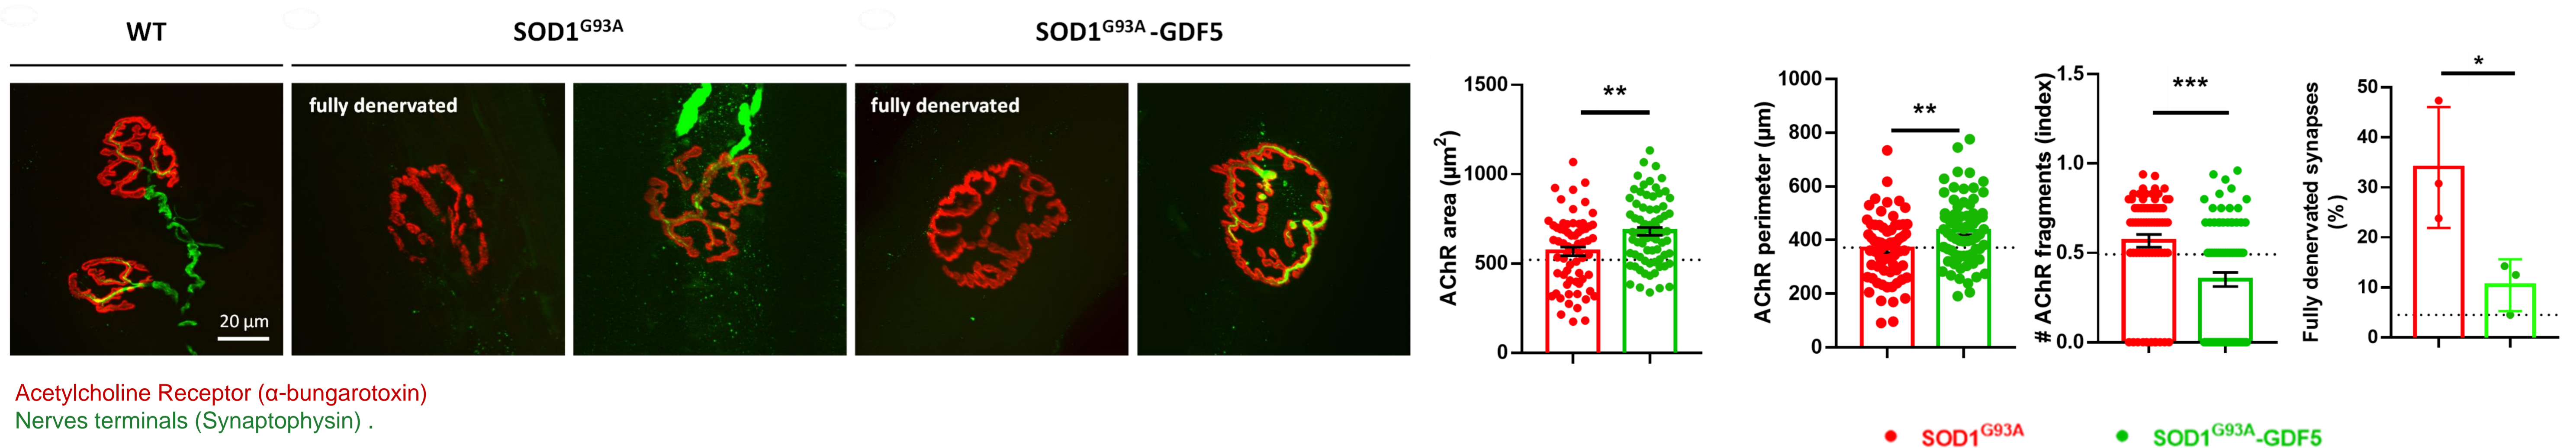 WT
SOD1G93A
SOD1G93A -GDF5
fully denervated
fully denervated
20 µm
Acetylcholine Receptor (α-bungarotoxin)
Nerves terminals (Synaptophysin) .
AChR area (µm2)
1500
1000
500
0
**
AChR perimeter (µm)
1000
800
600
400
200
0
**
# AChR fragments (index)
1.5
1.0
0.5
0.0
***
Fully denervated synapses
(%)
50
40
30
20
10
0
*
SOD1G93A
SOD1G93A-GDF5